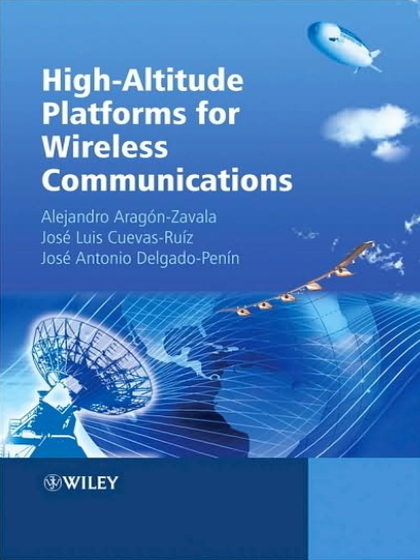 High-Altitude
Platforms for
Wireless
Communications
Alejandro Aragón-Zavala
José Luis Cuevas-Ruíz
José Antonio Delgado-Penín
WILEY